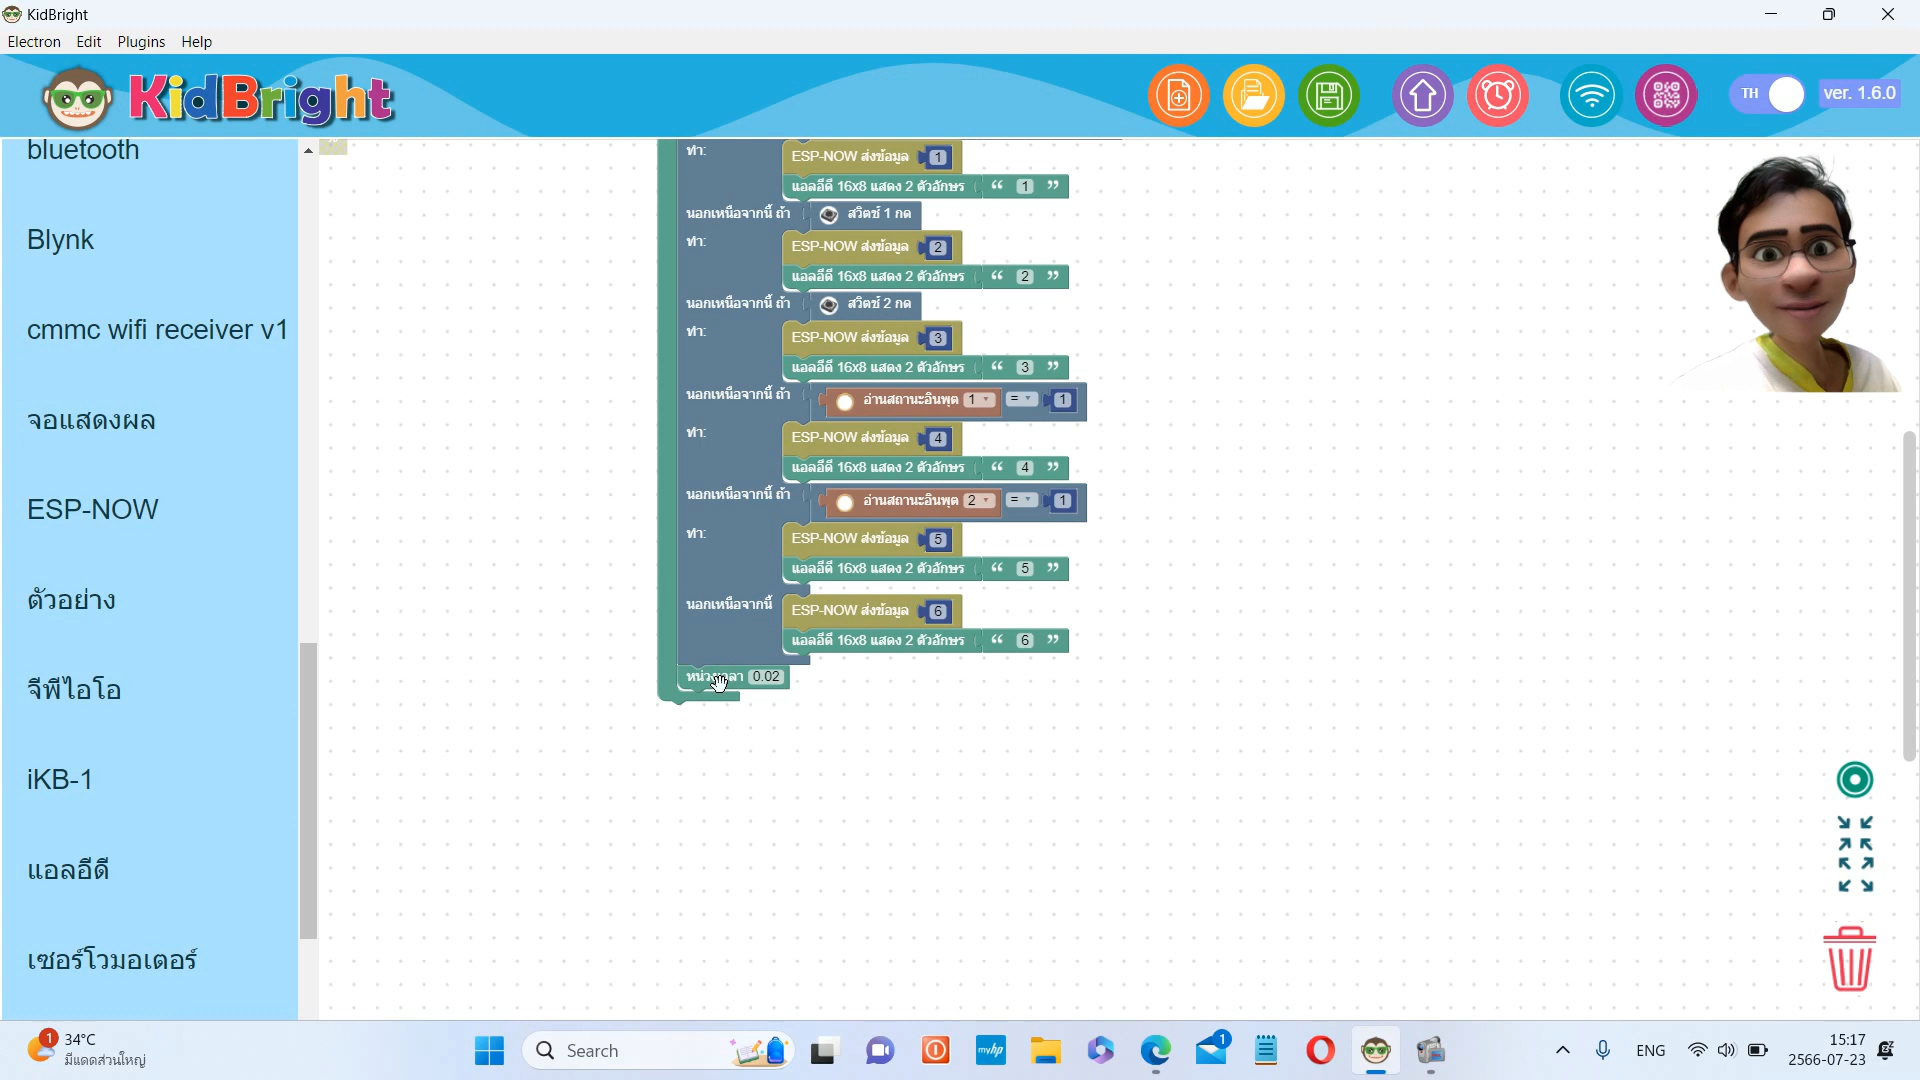 KidBright
Electron Edit Plugins Help
KidBright
TH
ver. 1.6.0
bluetooth
Blynk
cmmc wifi receiver v1
จอแสดงผล
ESP-NOW
ตัวอย่าง
จีพีไอโอ
iKB-1
แอลอีดี
เซอร์โวมอเตอร์
ทำ:
ESP-NOW ส่งข้อมูล 1
แอลอีดี 16x8 แสดง 2 ตัวอักษร “ 1 ”
นอกเหนือจากนี้ ถ้า สวิตช์ 1 กด
ทำ:
ESP-NOW ส่งข้อมูล 2
แอลอีดี 16x8 แสดง 2 ตัวอักษร “ 2 ”
นอกเหนือจากนี้ ถ้า สวิตช์ 2 กด
ทำ:
ESP-NOW ส่งข้อมูล 3
แอลอีดี 16x8 แสดง 2 ตัวอักษร “ 3 ”
นอกเหนือจากนี้ ถ้า อ่านสถานะอินพุต 1 = 1
ทำ:
ESP-NOW ส่งข้อมูล 4
แอลอีดี 16x8 แสดง 2 ตัวอักษร “ 4 ”
นอกเหนือจากนี้ ถ้า อ่านสถานะอินพุต 2 = 1
ทำ:
ESP-NOW ส่งข้อมูล 5
แอลอีดี 16x8 แสดง 2 ตัวอักษร “ 5 ”
นอกเหนือจากนี้ ESP-NOW ส่งข้อมูล 6
แอลอีดี 16x8 แสดง 2 ตัวอักษร “ 6 ”
0.02
1
34°C
มีแดดส่วนใหญ่
Search
myhp
1
ENG
15:17
2566-07-23